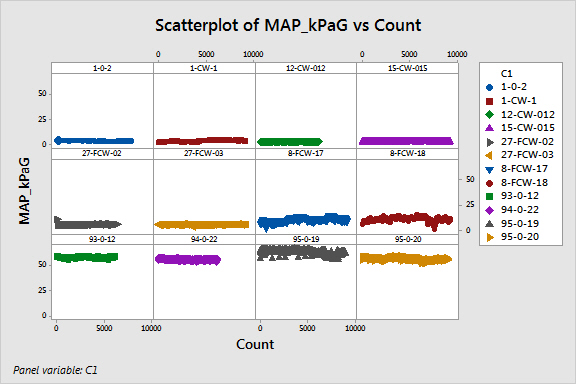 Scatterplot of MAP_kPaG vs Count
0 5000 10000 0 5000 10000
1-0-2 1-CW-1 12-CW-012 15-CW-015
50
25
0
27-FCW-02 27-FCW-03 8-FCW-17 8-FCW-18
50
25
0
93-0-12 94-0-22 95-0-19 95-0-20
50
25
0
0 5000 10000 0 5000 10000
MAP_kPaG
Count
C1
1-0-2
1-CW-1
12-CW-012
15-CW-015
27-FCW-02
27-FCW-03
8-FCW-17
8-FCW-18
93-0-12
94-0-22
95-0-19
95-0-20
Panel variable: C1